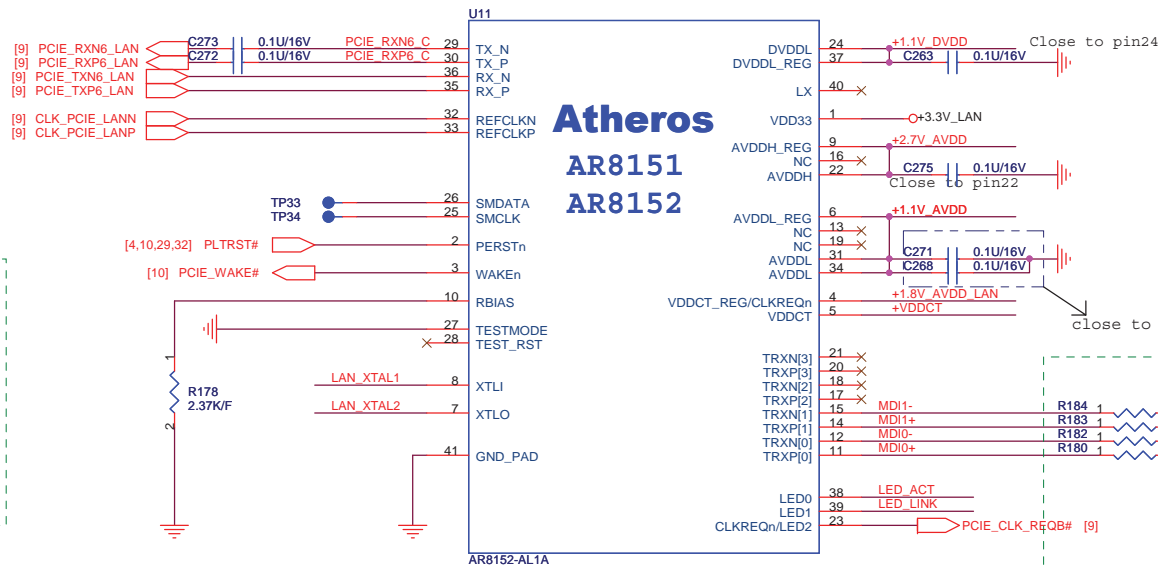 U11
[9] PCIE_RXN6_LAN C273 0.1U/16V PCIE_RXN6_C 29 TX_N
[9] PCIE_RXP6_LAN C272 0.1U/16V PCIE_RXP6_C 30 TX_P
[9] PCIE_TXN6_LAN 36 RX_N
[9] PCIE_TXP6_LAN 35 RX_P
[9] CLK_PCIE_LANN 32 REFCLKN
[9] CLK_PCIE_LANP 33 REFCLKP
TP33 26 SMDATA
TP34 25 SMCLK
[4,10,29,32] PLTRST# 2 PERSTn
[10] PCIE_WAKE# 3 WAKEn
10 RBIAS
27 TESTMODE
28 TEST_RST
1
R178
2.37K/F
2
LAN_XTAL1 8 XTLI
LAN_XTAL2 7 XTLO
41 GND_PAD
Atheros
AR8151
AR8152
DVDDL 24 +1.1V_DVDD Close to pin24
DVDDL_REG 37 C263 0.1U/16V
LX 40
VDD33 1 +3.3V_LAN
AVDDH_REG 9 +2.7V_AVDD
NC 16
AVDDH 22 C275 0.1U/16V
Close to pin22
AVDDL_REG 6 +1.1V_AVDD
NC 13
NC 19
AVDDL 31 C271 0.1U/16V
AVDDL 34 C268 0.1U/16V
VDDCT_REG/CLKREQn 4 +1.8V_AVDD_LAN
VDDCT 5 +VDDCT
close to
TRXN[3] 21
TRXP[3] 20
TRXN[2] 18
TRXP[2] 17
TRXN[1] 15 MDI1- R184 1
TRXP[1] 14 MDI1+ R183 1
TRXN[0] 12 MDI0- R182 1
TRXP[0] 11 MDI0+ R180 1
LED0 38 LED_ACT
LED1 39 LED_LINK
CLKREQn/LED2 23 PCIE_CLK_REQB# [9]
AR8152-AL1A